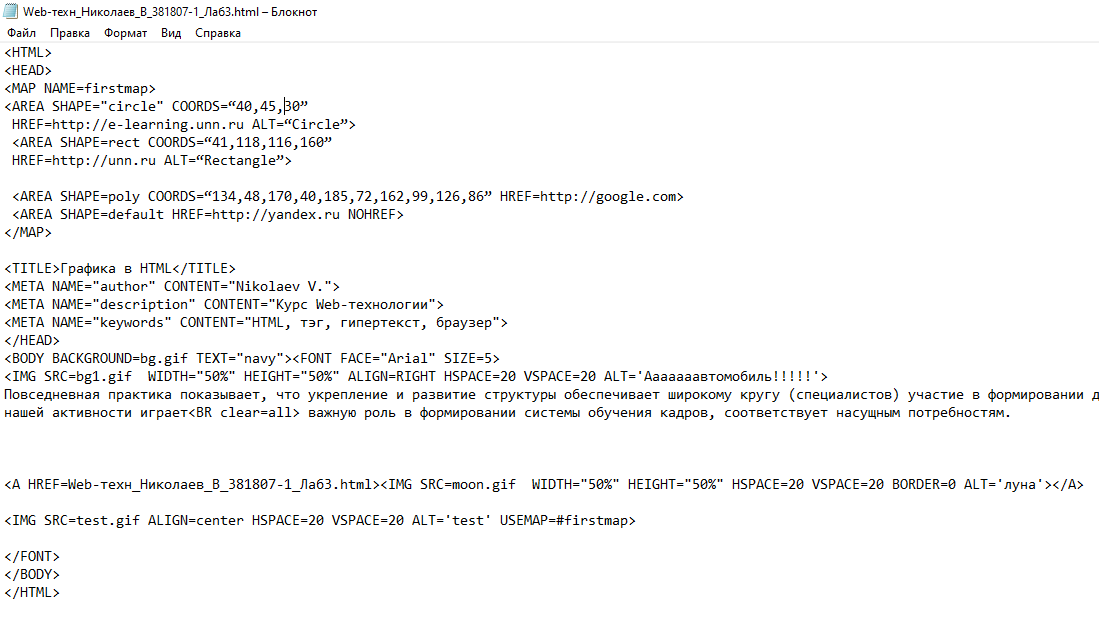 Web-техн_Николаев_В_381807-1_Лаб3.html – Блокнот
Файл Правка Формат Вид Справка
<HTML>
<HEAD>
<MAP NAME=firstmap>
<AREA SHAPE="circle" COORDS=“40,45,30”
HREF=http://e-learning.unn.ru ALT=“Circle”>
<AREA SHAPE=rect COORDS=“41,118,116,160”
HREF=http://unn.ru ALT=“Rectangle”>
<AREA SHAPE=poly COORDS=“134,48,170,40,185,72,162,99,126,86” HREF=http://google.com>
<AREA SHAPE=default HREF=http://yandex.ru NOHREF>
</MAP>
<TITLE>Графика в HTML</TITLE>
<META NAME="author" CONTENT="Nikolaev V.">
<META NAME="description" CONTENT="Курс Web-технологии">
<META NAME="keywords" CONTENT="HTML, тэг, гипертекст, браузер">
</HEAD>
<BODY BACKGROUND=bg.gif TEXT="navy"><FONT FACE="Arial" SIZE=5>
<IMG SRC=bg1.gif  WIDTH="50%" HEIGHT="50%" ALIGN=RIGHT HSPACE=20 VSPACE=20 ALT='Ааааааавтомобиль!!!!!'>
Повседневная практика показывает, что укрепление и развитие структуры обеспечивает широкому кругу (специалистов) участие в формировании
нашей активности играет<BR clear=all> важную роль в формировании системы обучения кадров, соответствует насущным потребностям.
<A HREF=Web-техн_Николаев_В_381807-1_Лаб3.html><IMG SRC=moon.gif  WIDTH="50%" HEIGHT="50%" HSPACE=20 VSPACE=20 BORDER=0 ALT='луна'></A>
<IMG SRC=test.gif ALIGN=center HSPACE=20 VSPACE=20 ALT='test' USEMAP=#firstmap>
</FONT>
</BODY>
</HTML>